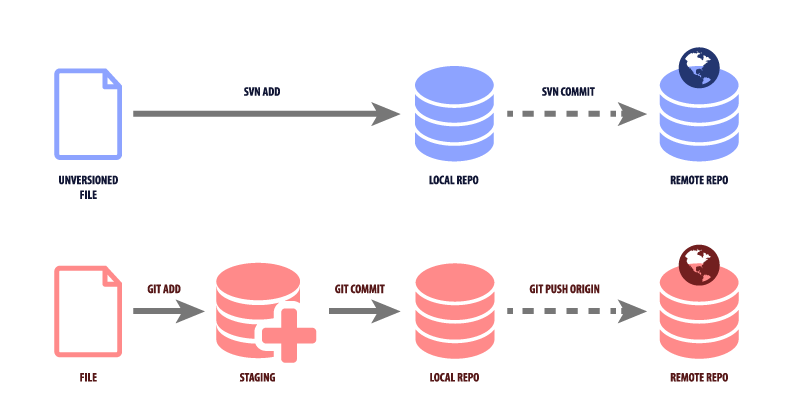 SVN ADD
SVN COMMIT
UNVERSIONED
FILE
LOCAL REPO
REMOTE REPO
GIT ADD
GIT COMMIT
GIT PUSH ORIGIN
FILE
STAGING
LOCAL REPO
REMOTE REPO